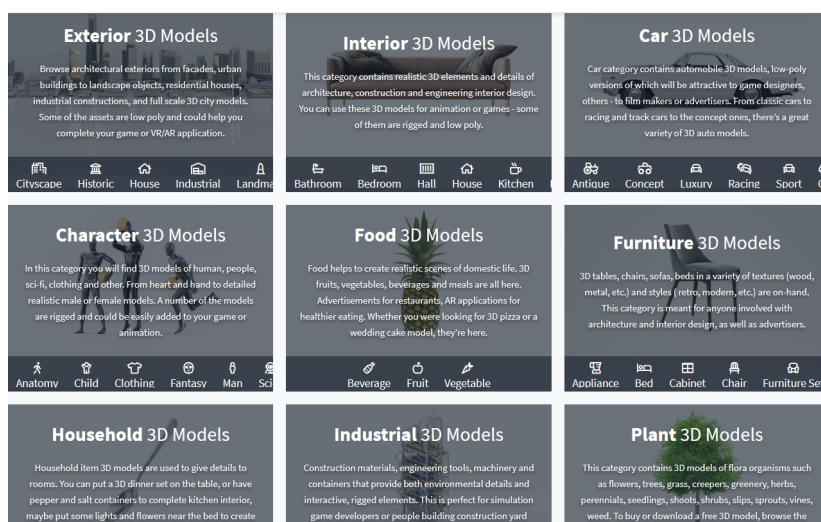 Exterior 3D Models
Browse architectural exteriors from facades, urban
buildings to landscape objects, residential houses,
industrial constructions, and full scale 3D city models.
Some of the assets are low poly and could help you
complete your game or VR/AR application.
Cityscape Historic House Industrial Landma
Interior 3D Models
This category contains realistic 3D elements and details of
architecture, construction and engineering interior design.
You can use these 3D models for animation or games - some
of them are rigged and low poly.
Bathroom Bedroom Hall House Kitchen
Car 3D Models
Car category contains automobile 3D models, low-poly
versions of which will be attractive to game designers,
others - to film makers or advertisers. From classic cars to
racing and track cars to the concept ones, there's a great
variety of 3D auto models.
Antique Concept Luxury Racing Sport
Character 3D Models
In this category you will find 3D models of human, people,
sci-fi, clothing and other. From heart and hand to detailed
realistic male or female models. A number of the models
are rigged and could be easily added to your game or
animation.
Anatomy Child Clothing Fantasy Man Sci
Food 3D Models
Food helps to create realistic scenes of domestic life. 3D
fruits, vegetables, beverages and meals are all here.
Advertisements for restaurants, AR applications for
healthier eating. Whether you were looking for 3D pizza or a
wedding cake model, they're here.
Beverage Fruit Vegetable
Furniture 3D Models
3D tables, chairs, sofas, beds in a variety of textures (wood,
metal, etc.) and styles (retro, modern, etc.) are on-hand.
This category is meant for anyone involved with
architecture and interior design, as well as advertisers.
Appliance Bed Cabinet Chair Furniture Set
Household 3D Models
Household item 3D models are used to give details to
rooms. You can put a 3D dinner set on the table, or have
pepper and salt containers to complete kitchen interior,
maybe put some lights and flowers near the bed to create
Industrial 3D Models
Construction materials, engineering tools, machinery and
containers that provide both environmental details and
interactive, rigged elements. This is perfect for simulation
game developers or people building construction yard
Plant 3D Models
This category contains 3D models of flora organisms such
as flowers, trees, grass, creepers, greenery, herbs,
perennials, seedlings, shoots, shrubs, slips, sprouts, vines,
weed. To buy or download a free 3D model, browse the